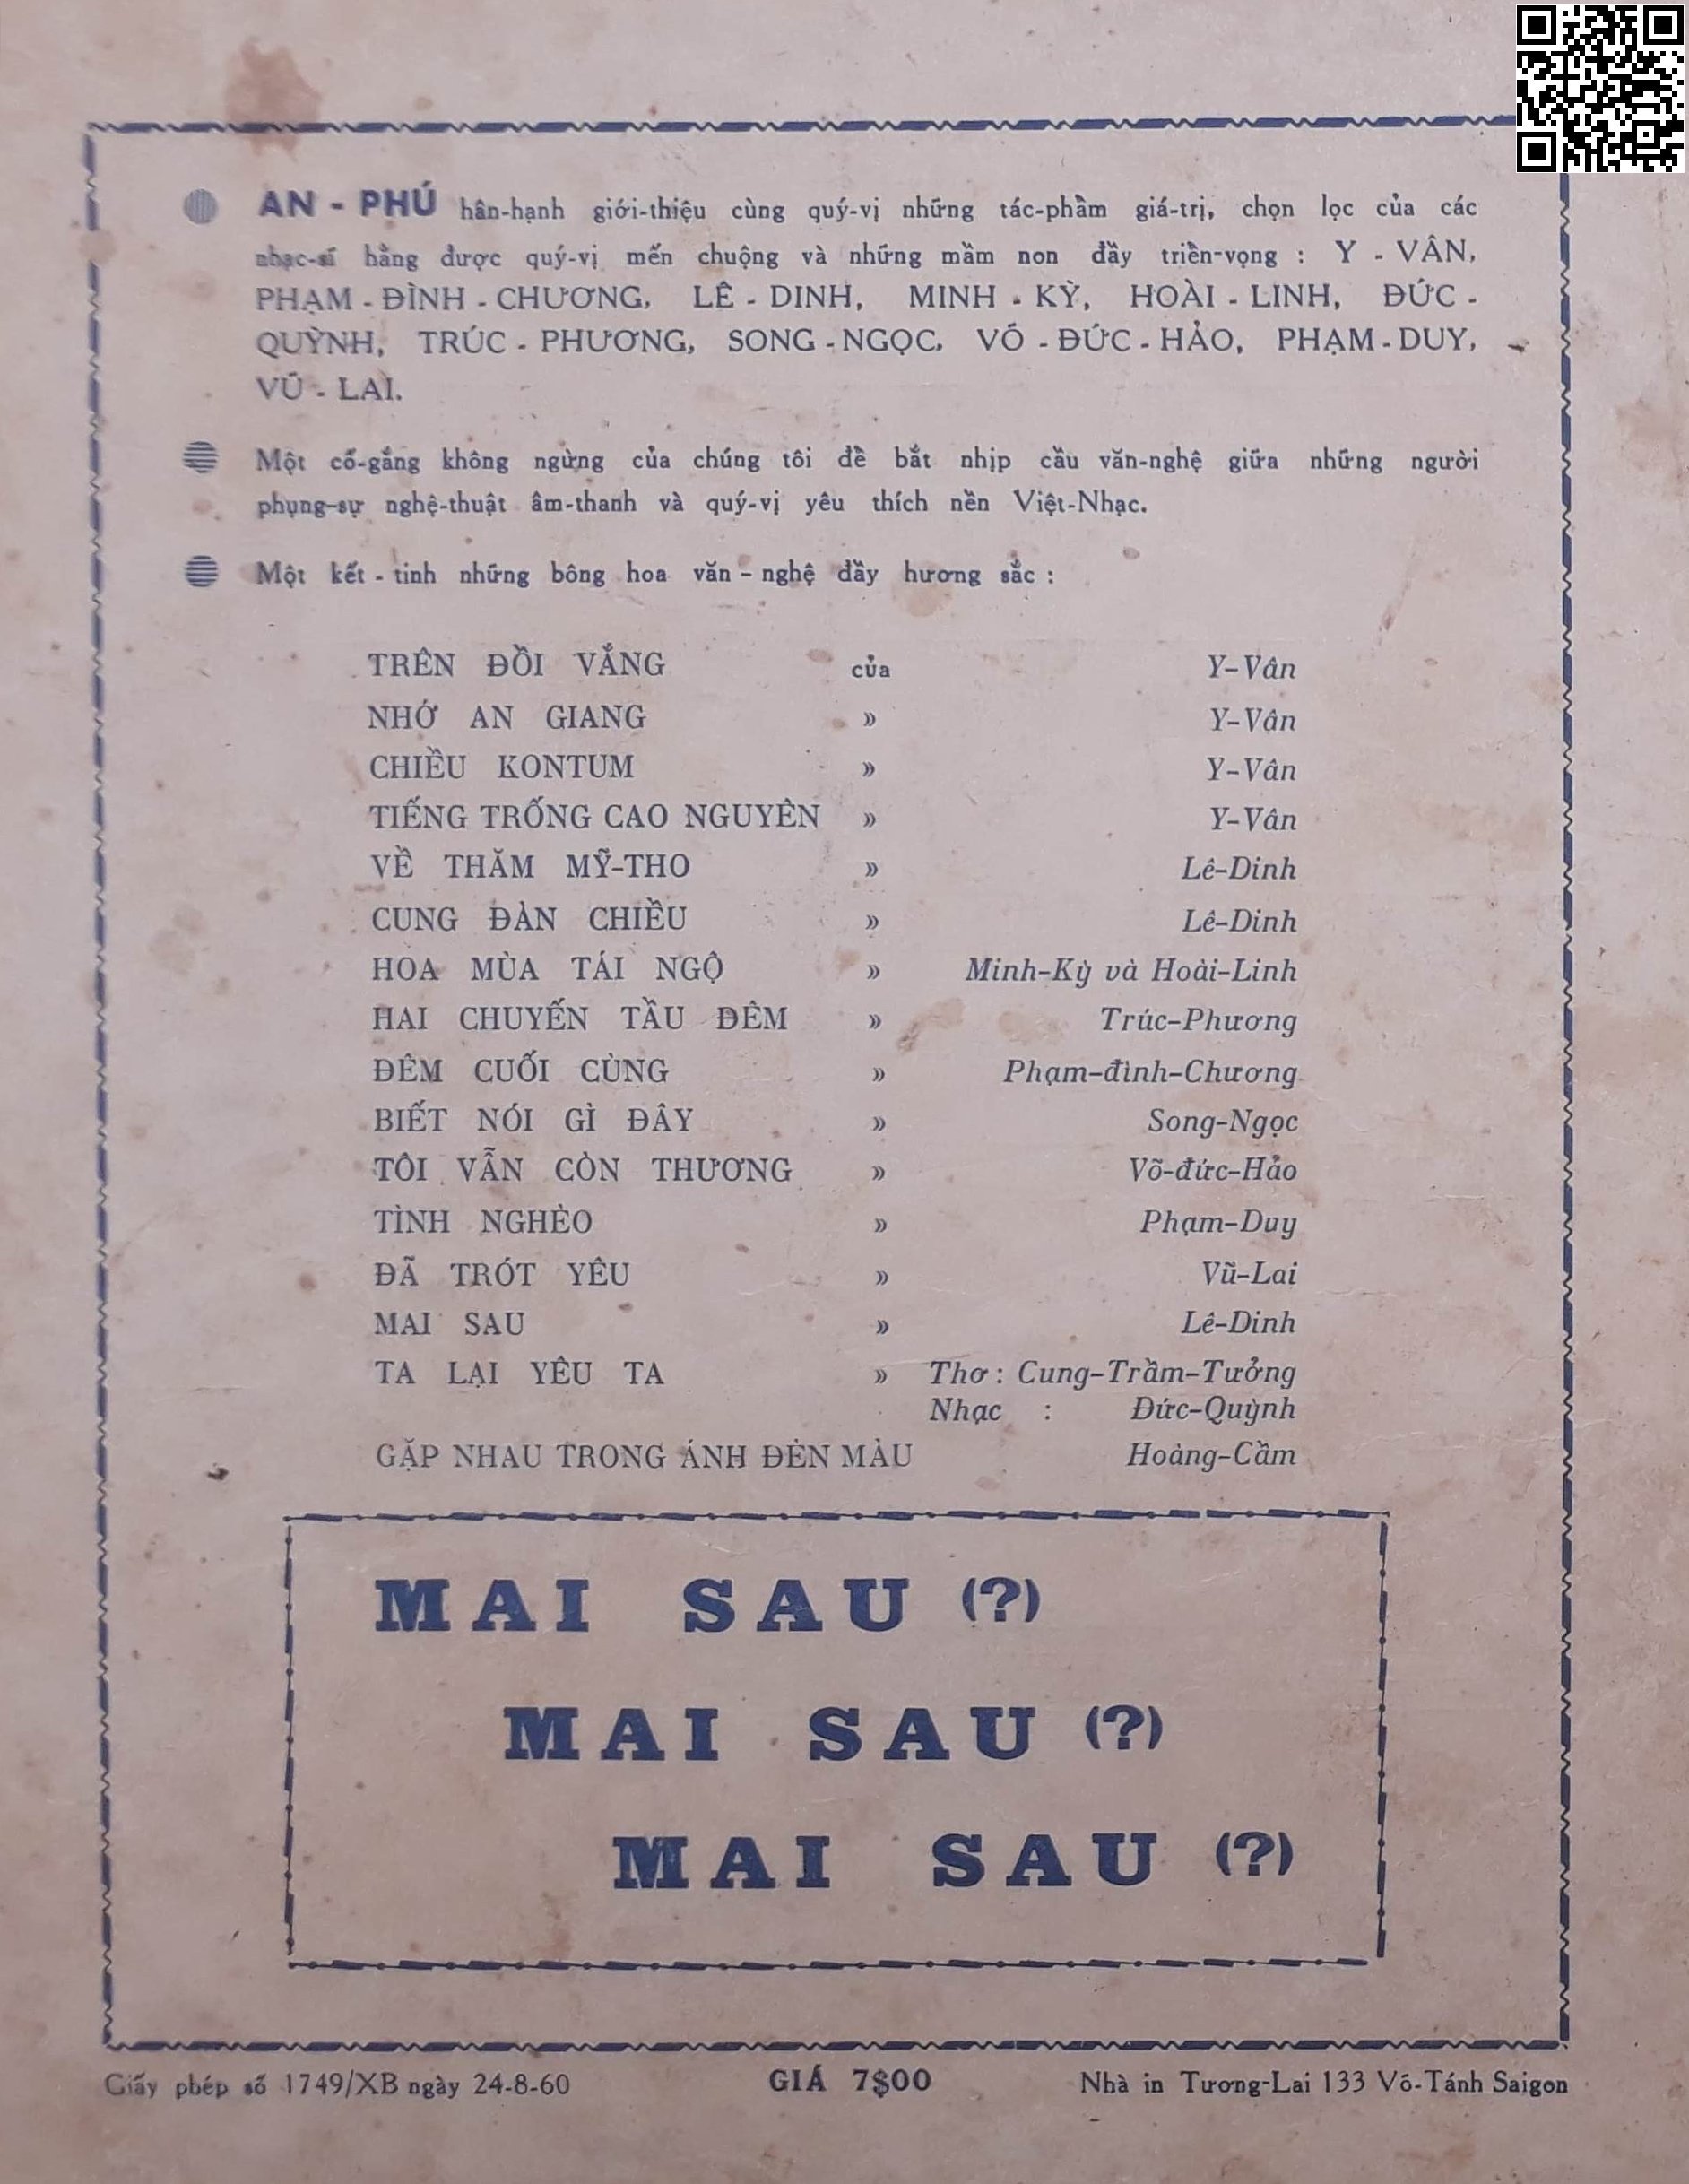 AN - PHÚ hân-hạnh giới-thiệu cùng quý-vị những tác-phẩm giá-trị, chọn lọc của các
nhạc-sĩ hằng được quý-vị mến chuộng và những mầm non đầy triển-vọng : Y - VÂN,
PHẠM - ĐÌNH - CHƯƠNG, LÊ - DINH, MINH - KỲ, HOÀI - LINH, ĐỨC -
QUỲNH, TRÚC - PHƯƠNG, SONG - NGỌC, VÕ - ĐỨC - HẢO, PHẠM - DUY,
VŨ - LAI.
Một cố-gắng không ngừng của chúng tôi để bắt nhịp cầu văn-nghệ giữa những người
phụng-sự nghệ-thuật âm-thanh và quý-vị yêu thích nền Việt-Nhạc.
Một kết - tinh những bông hoa văn - nghệ đầy hương sắc :
TRÊN ĐỒI VẮNG của Y-Vân
NHỚ AN GIANG » Y-Vân
CHIỀU KONTUM » Y-Vân
TIẾNG TRỐNG CAO NGUYÊN » Y-Vân
VỀ THĂM MỸ-THO » Lê-Dinh
CUNG ĐÀN CHIỀU » Lê-Dinh
HOA MÙA TÁI NGỘ » Minh-Kỳ và Hoài-Linh
HAI CHUYẾN TẦU ĐÊM » Trúc-Phương
ĐÊM CUỐI CÙNG » Phạm-đình-Chương
BIẾT NÓI GÌ ĐÂY » Song-Ngọc
TÔI VẪN CÒN THƯƠNG » Võ-đức-Hảo
TÌNH NGHÈO » Phạm-Duy
ĐÃ TRÓT YÊU » Vũ-Lai
MAI SAU » Lê-Dinh
TA LẠI YÊU TA » Thơ : Cung-Trầm-Tưởng
Nhạc : Đức-Quỳnh
GẶP NHAU TRONG ÁNH ĐÈN MÀU Hoàng-Cầm
MAI SAU (?)
MAI SAU (?)
MAI SAU (?)
Giấy phép số 1749/XB ngày 24-8-60 GIÁ 7$00 Nhà in Tương-Lai 133 Võ-Tánh Saigon